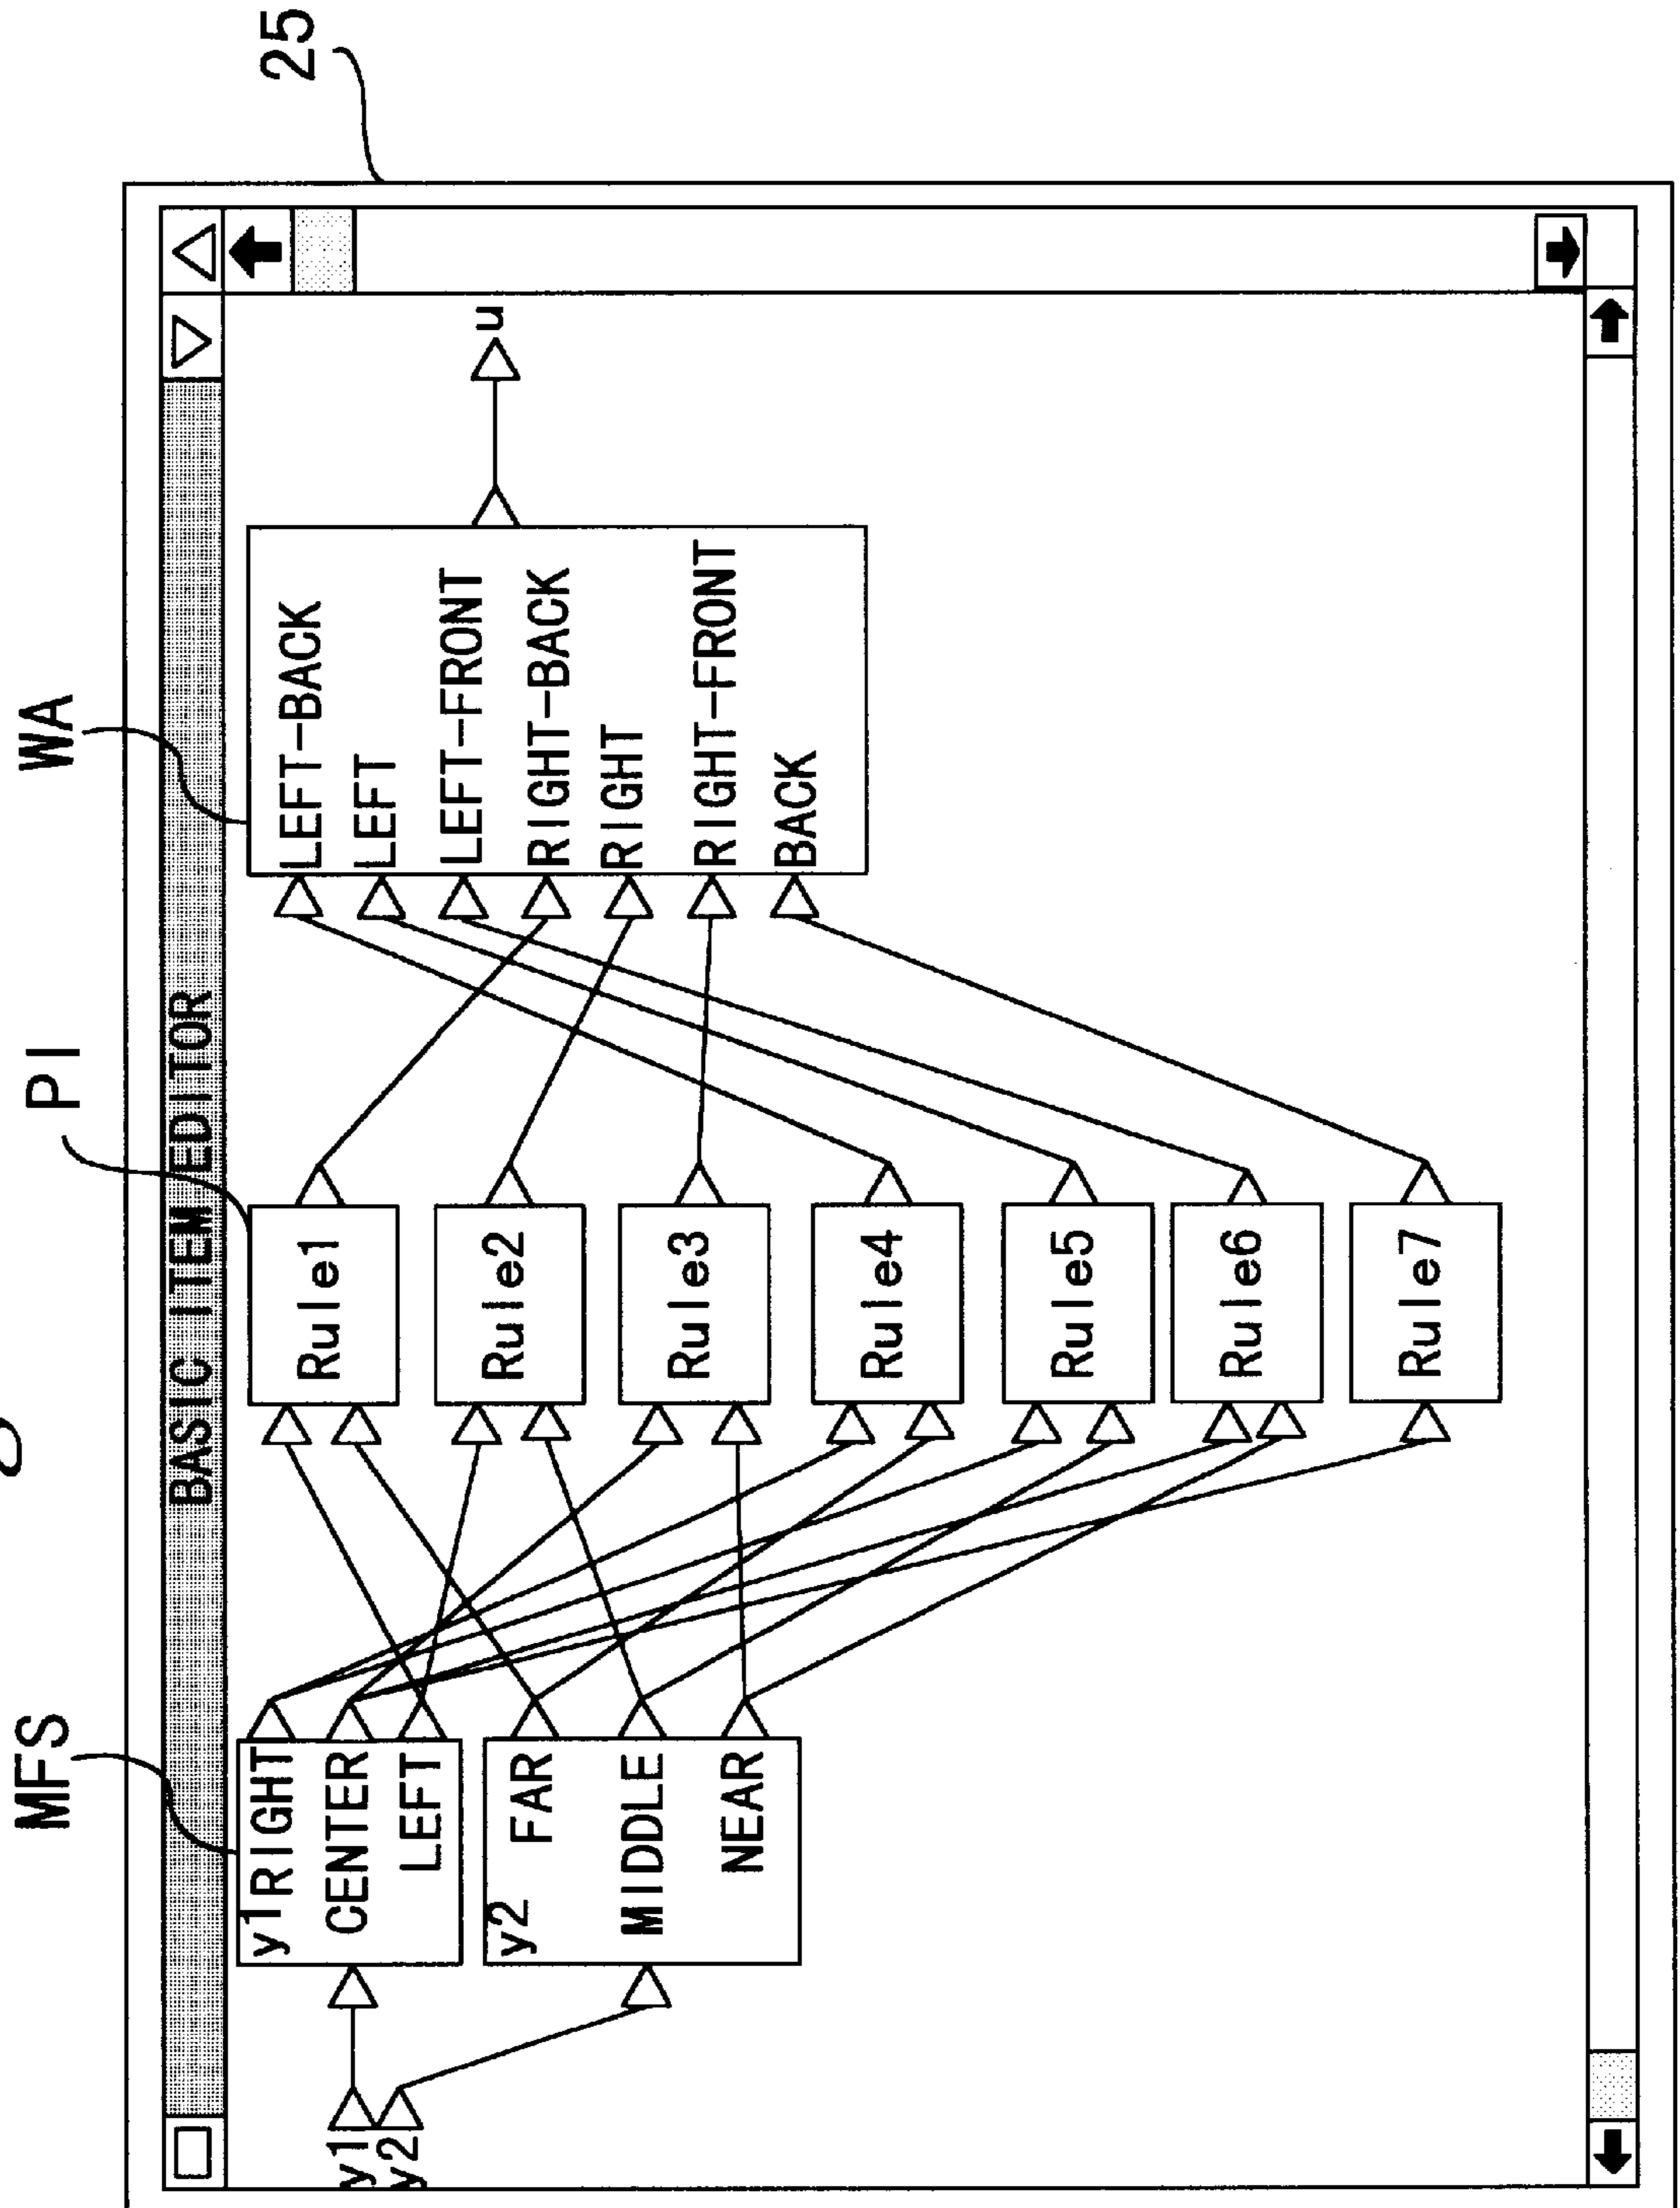 25
MFS
PI
WA
BASIC ITEM EDITOR
y1
y2
y1 RIGHT
CENTER
LEFT
y2 FAR
MIDDLE
NEAR
Rule1
Rule2
Rule3
Rule4
Rule5
Rule6
Rule7
LEFT-BACK
LEFT
LEFT-FRONT
RIGHT-BACK
RIGHT
RIGHT-FRONT
BACK
u